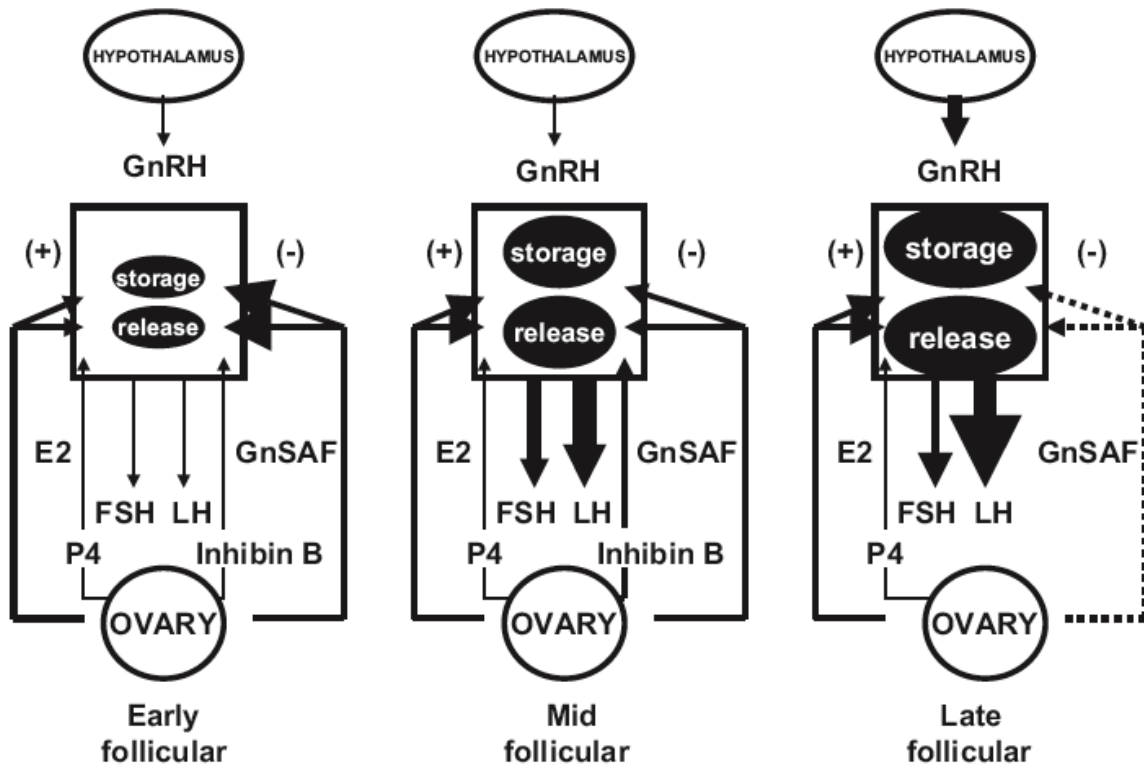 HYPOTHALAMUS
GnRH
(+)
(-)
storage
release
E2
GnSAF
FSH LH
P4
Inhibin B
OVARY
Early
follicular
HYPOTHALAMUS
GnRH
(+)
(-)
storage
release
E2
GnSAF
FSH LH
P4
Inhibin B
OVARY
Mid
follicular
HYPOTHALAMUS
GnRH
(+)
(-)
storage
release
E2
GnSAF
FSH LH
P4
OVARY
Late
follicular